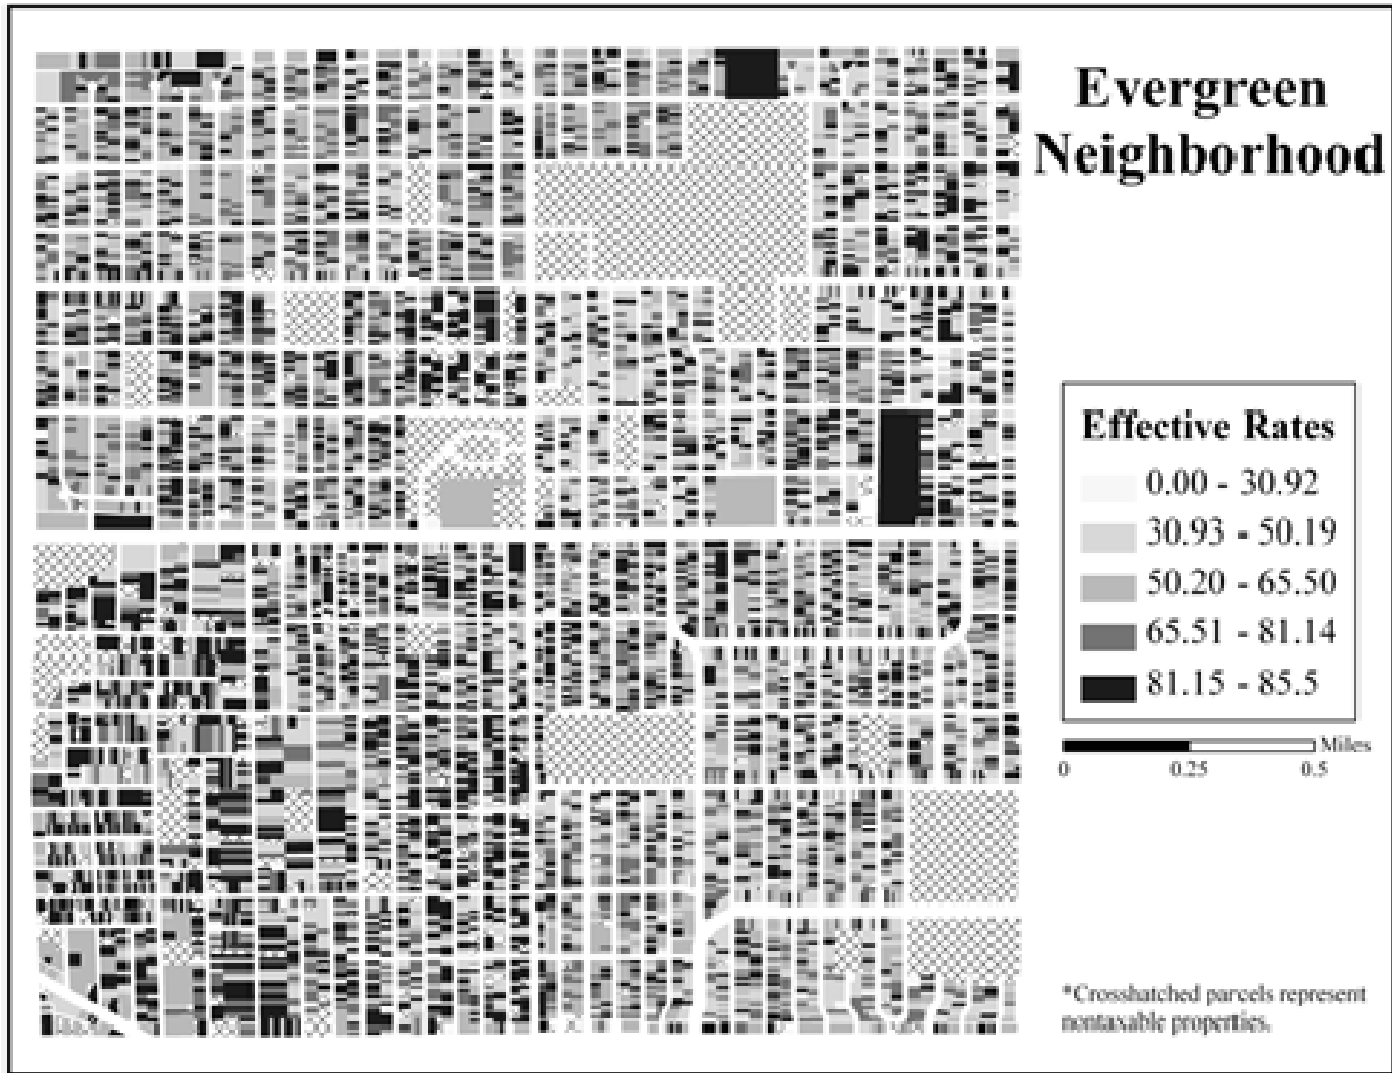 Evergreen
Neighborhood
Effective Rates
0.00 - 30.92
30.93 - 50.19
50.20 - 65.50
65.51 - 81.14
81.15 - 85.5
Miles
0 0.25 0.5
*Crosshatched parcels represent
nontaxable properties.